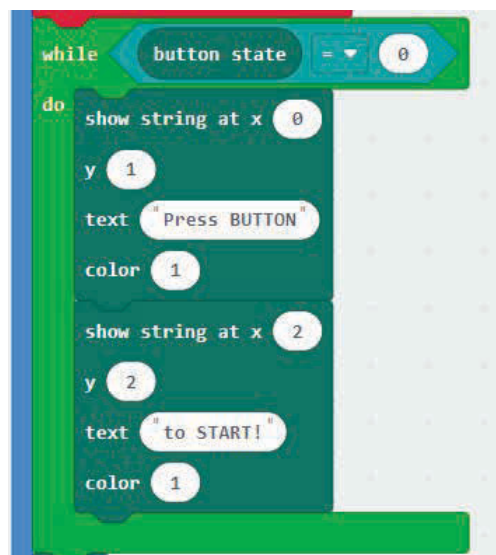 while button state = 0
do
show string at x 0
y 1
text "Press BUTTON"
color 1
show string at x 2
y 2
text "to START!"
color 1